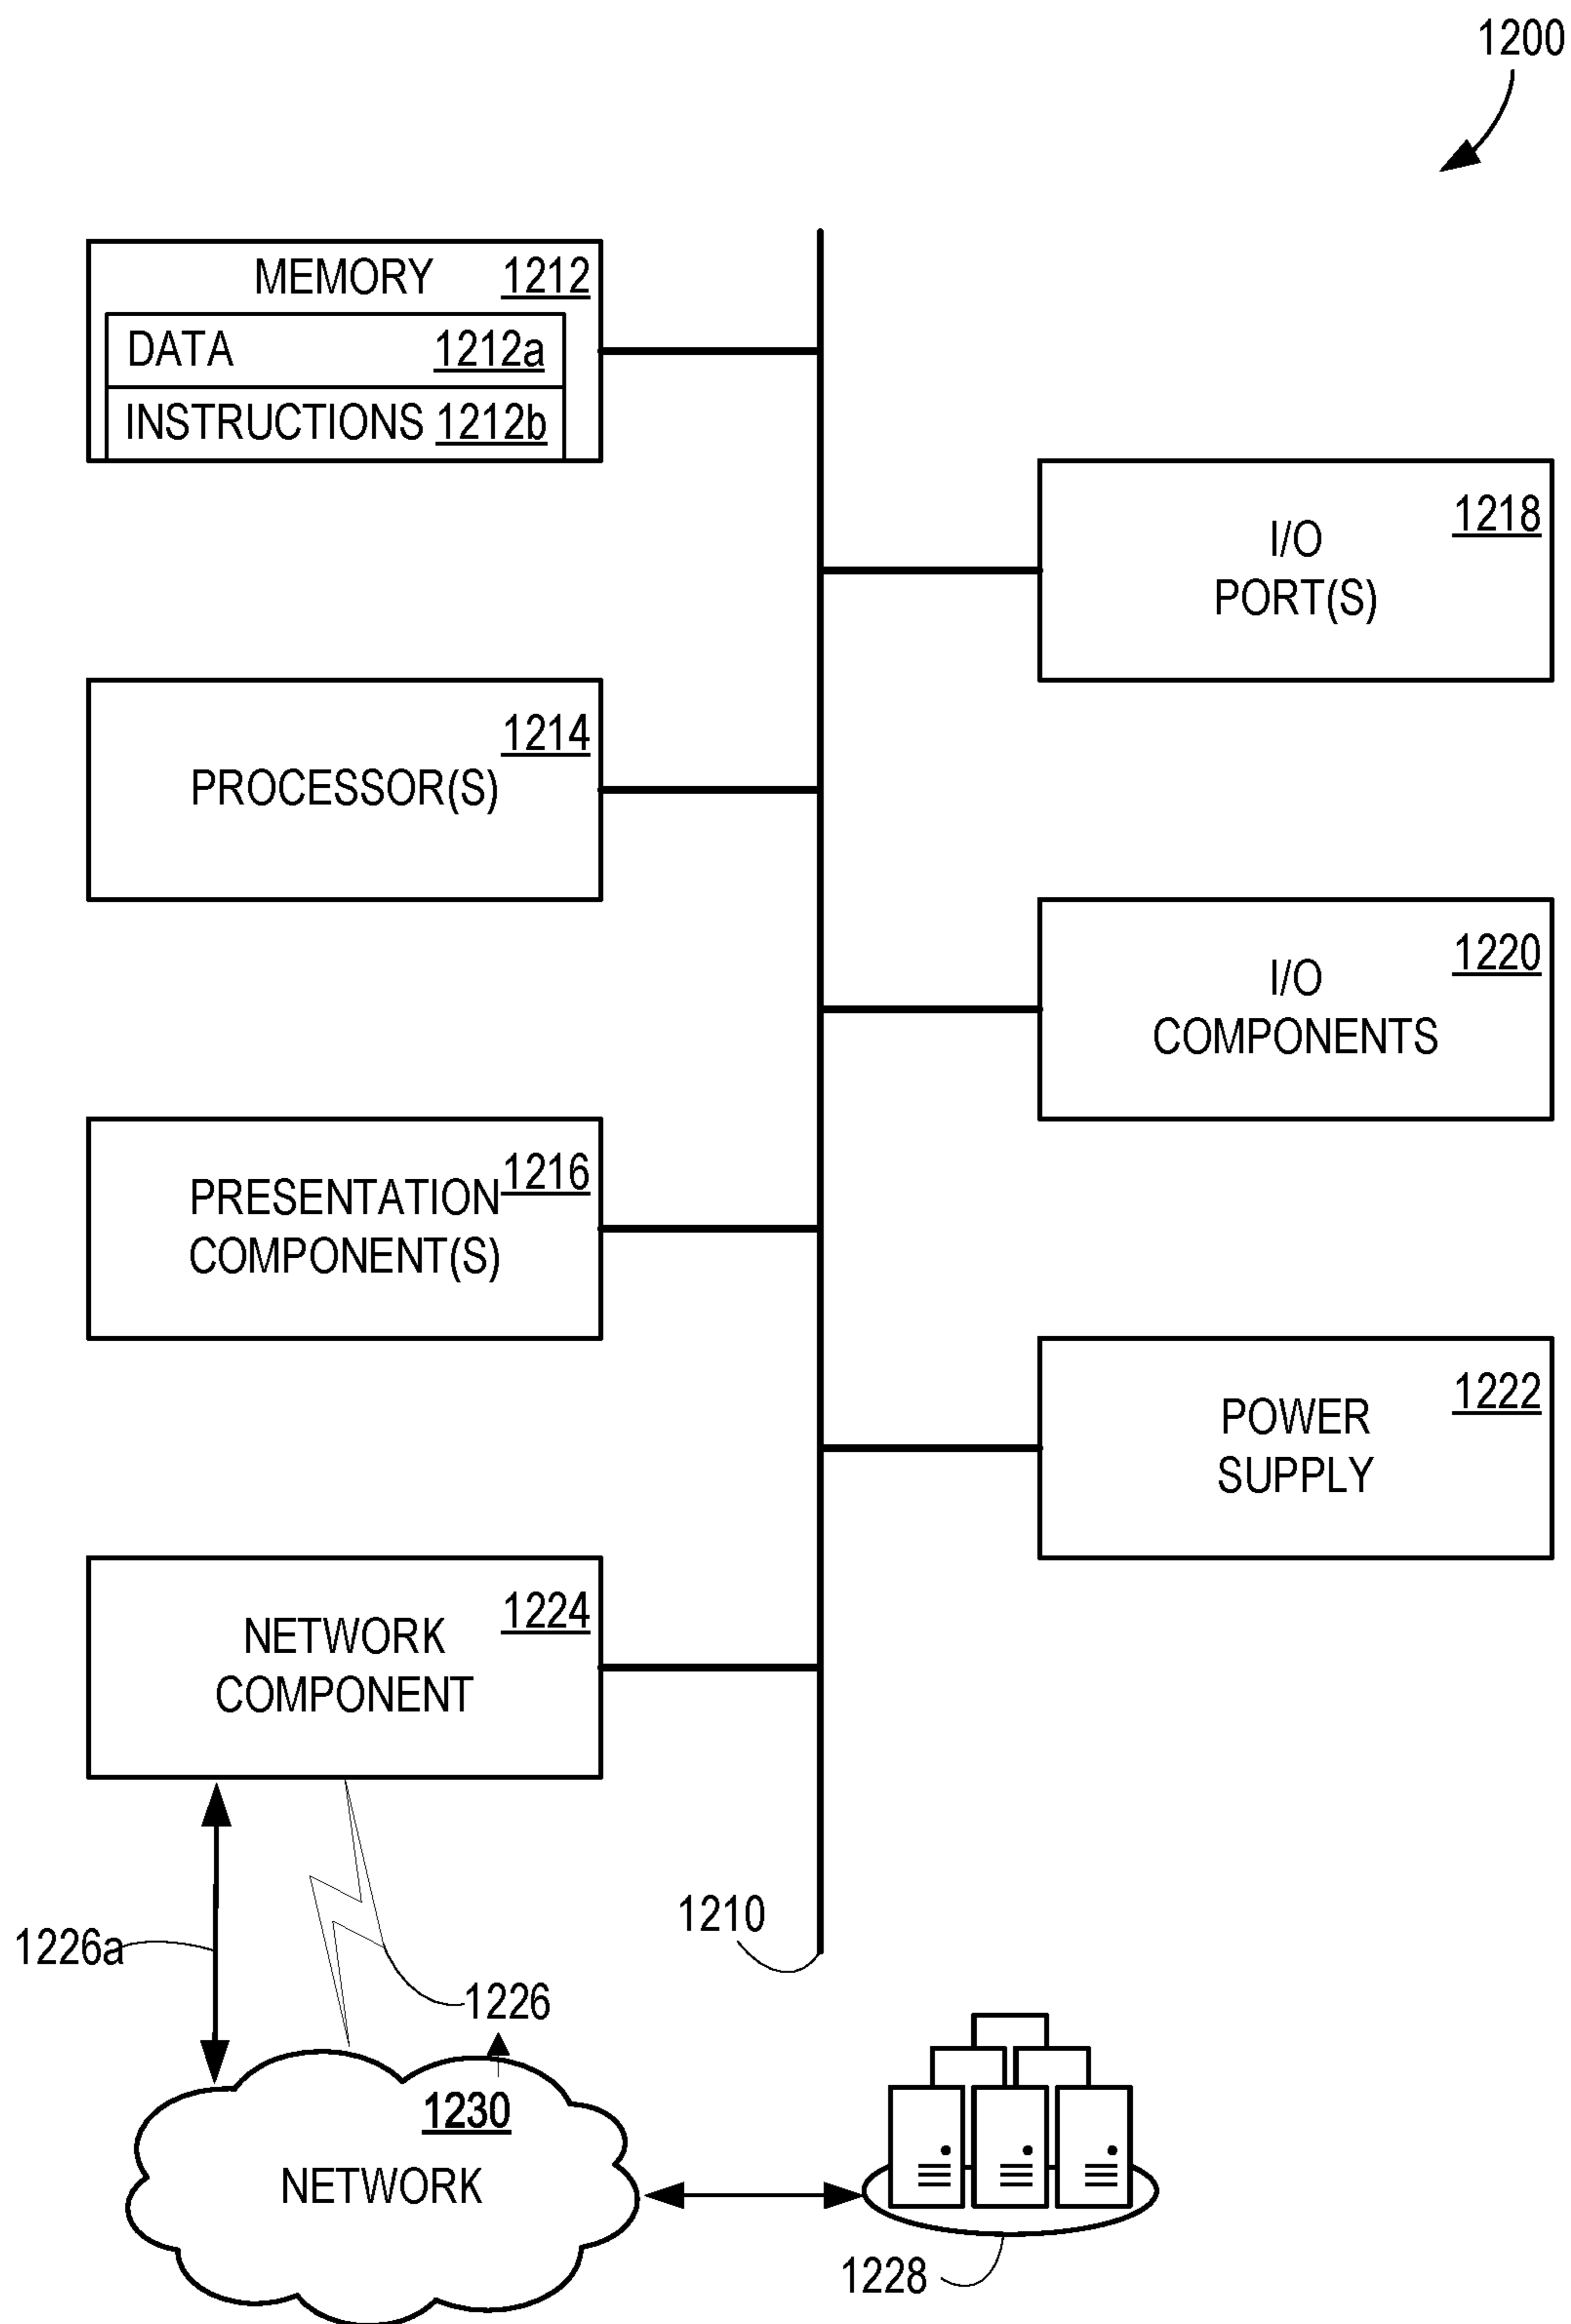 1200
MEMORY 1212
DATA 1212a
INSTRUCTIONS 1212b
1218
I/O
PORT(S)
1214
PROCESSOR(S)
1220
I/O
COMPONENTS
1216
PRESENTATION
COMPONENT(S)
1222
POWER
SUPPLY
1224
NETWORK
COMPONENT
1210
1226a
1226
1230
NETWORK
1228